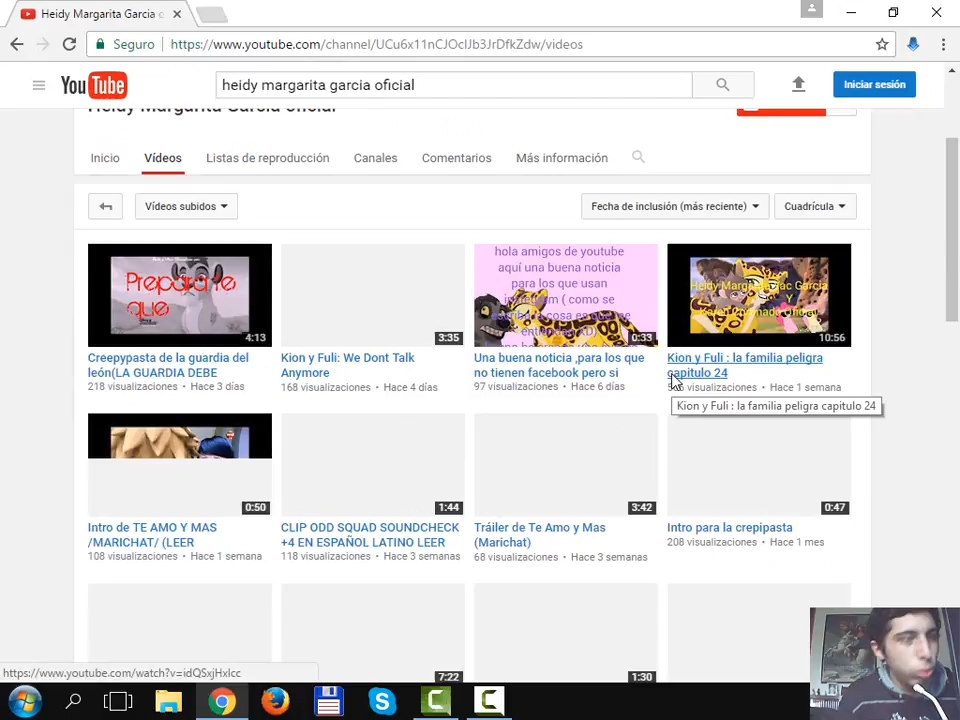 Heidy Margarita Garcia o
Seguro
https://www.youtube.com/channel/UCu6x11nCJOcIJb3JrDfkZdw/videos
YouTube
heidy margarita garcia oficial
Iniciar sesión
Heidy Margarita Garcia oficial
Inicio
Vídeos
Listas de reproducción
Canales
Comentarios
Más información
Vídeos subidos
Fecha de inclusión (más reciente)
Cuadrícula
Preparate
que
4:13
3:35
hola amigos de youtube
aquí una buena noticia
para los que usan
0:33
Y
10:56
Creepypasta de la guardia del
león(LA GUARDIA DEBE
218 visualizaciones • Hace 3 días
Kion y Fuli: We Dont Talk
Anymore
168 visualizaciones • Hace 4 días
Una buena noticia ,para los que
no tienen facebook pero si
97 visualizaciones • Hace 6 días
Kion y Fuli : la familia peligra
capitulo 24
visualizaciones • Hace 1 semana
Kion y Fuli : la familia peligra capitulo 24
0:50
1:44
3:42
0:47
Intro de TE AMO Y MAS
/MARICHAT/ (LEER
108 visualizaciones • Hace 1 semana
CLIP ODD SQUAD SOUNDCHECK
+4 EN ESPAÑOL LATINO LEER
118 visualizaciones • Hace 3 semanas
Tráiler de Te Amo y Mas
(Marichat)
68 visualizaciones • Hace 3 semanas
Intro para la crepipasta
208 visualizaciones • Hace 1 mes
7:22
1:30
https://www.youtube.com/watch?v=idQSxjHxlcc